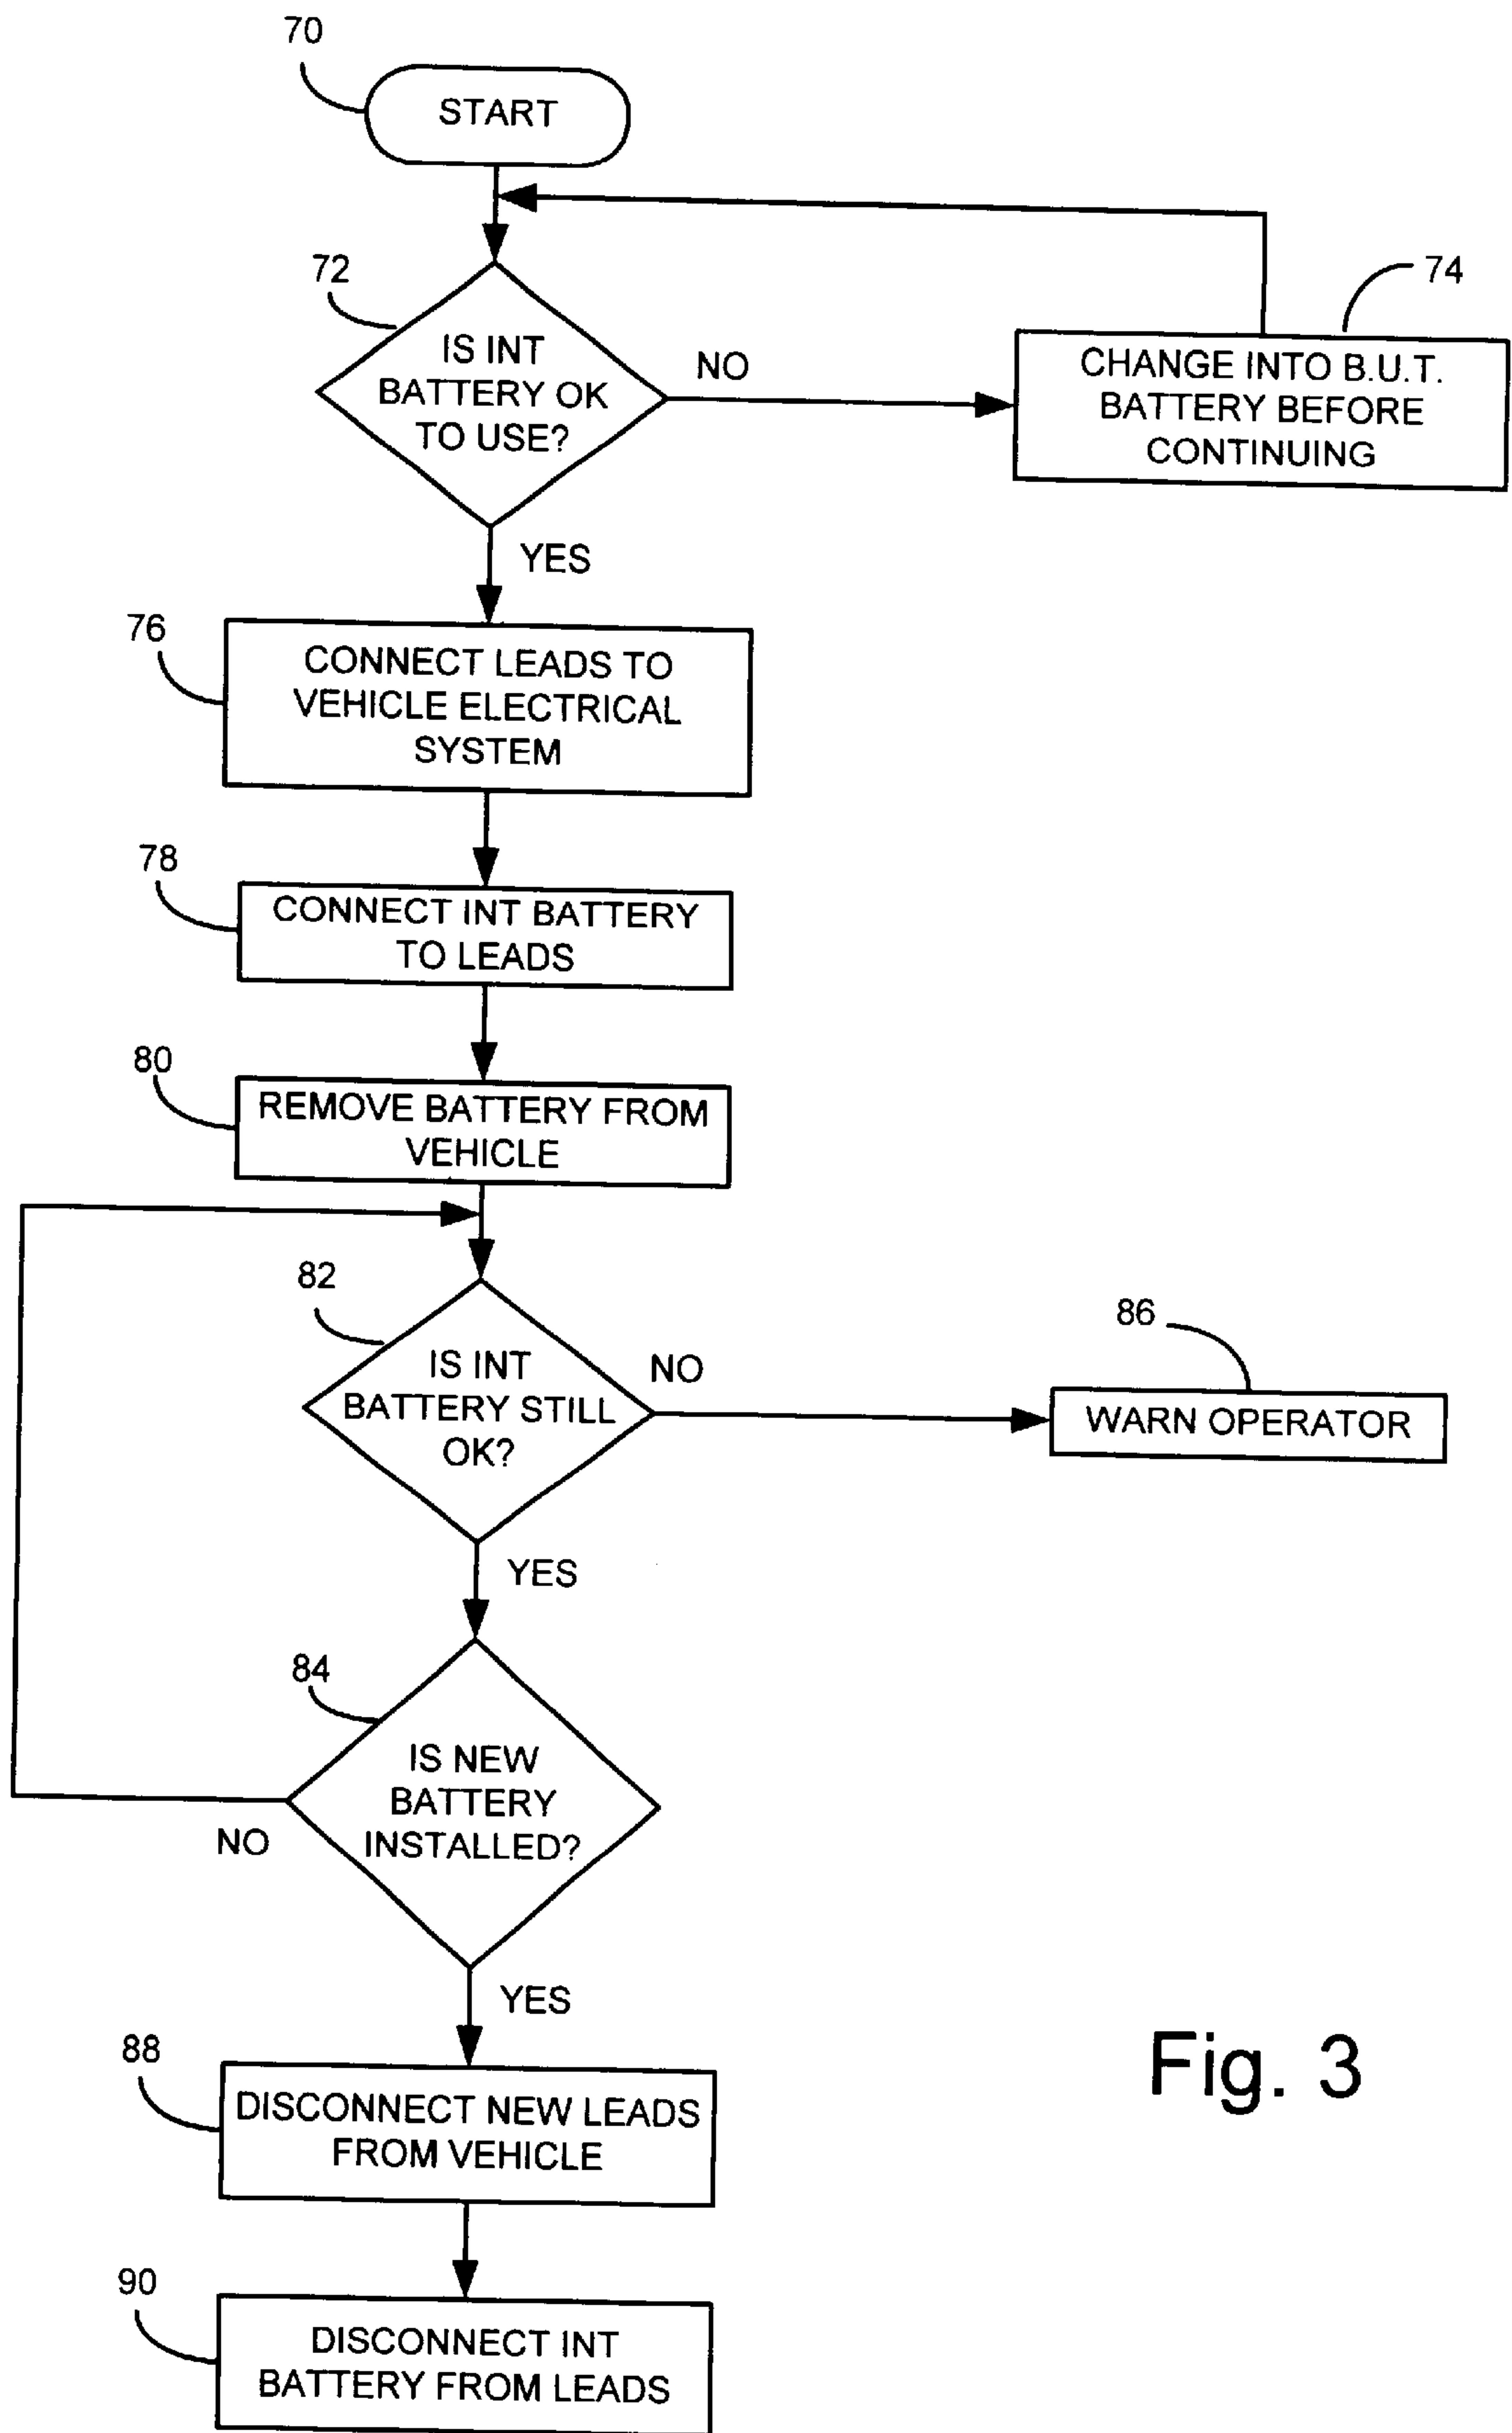 70
START
72
IS INT
BATTERY OK
TO USE?
NO
74
CHANGE INTO B.U.T.
BATTERY BEFORE
CONTINUING
YES
76
CONNECT LEADS TO
VEHICLE ELECTRICAL
SYSTEM
78
CONNECT INT BATTERY
TO LEADS
80
REMOVE BATTERY FROM
VEHICLE
82
IS INT
BATTERY STILL
OK?
NO
86
WARN OPERATOR
YES
84
IS NEW
BATTERY
INSTALLED?
NO
YES
88
DISCONNECT NEW LEADS
FROM VEHICLE
Fig. 3
90
DISCONNECT INT
BATTERY FROM LEADS